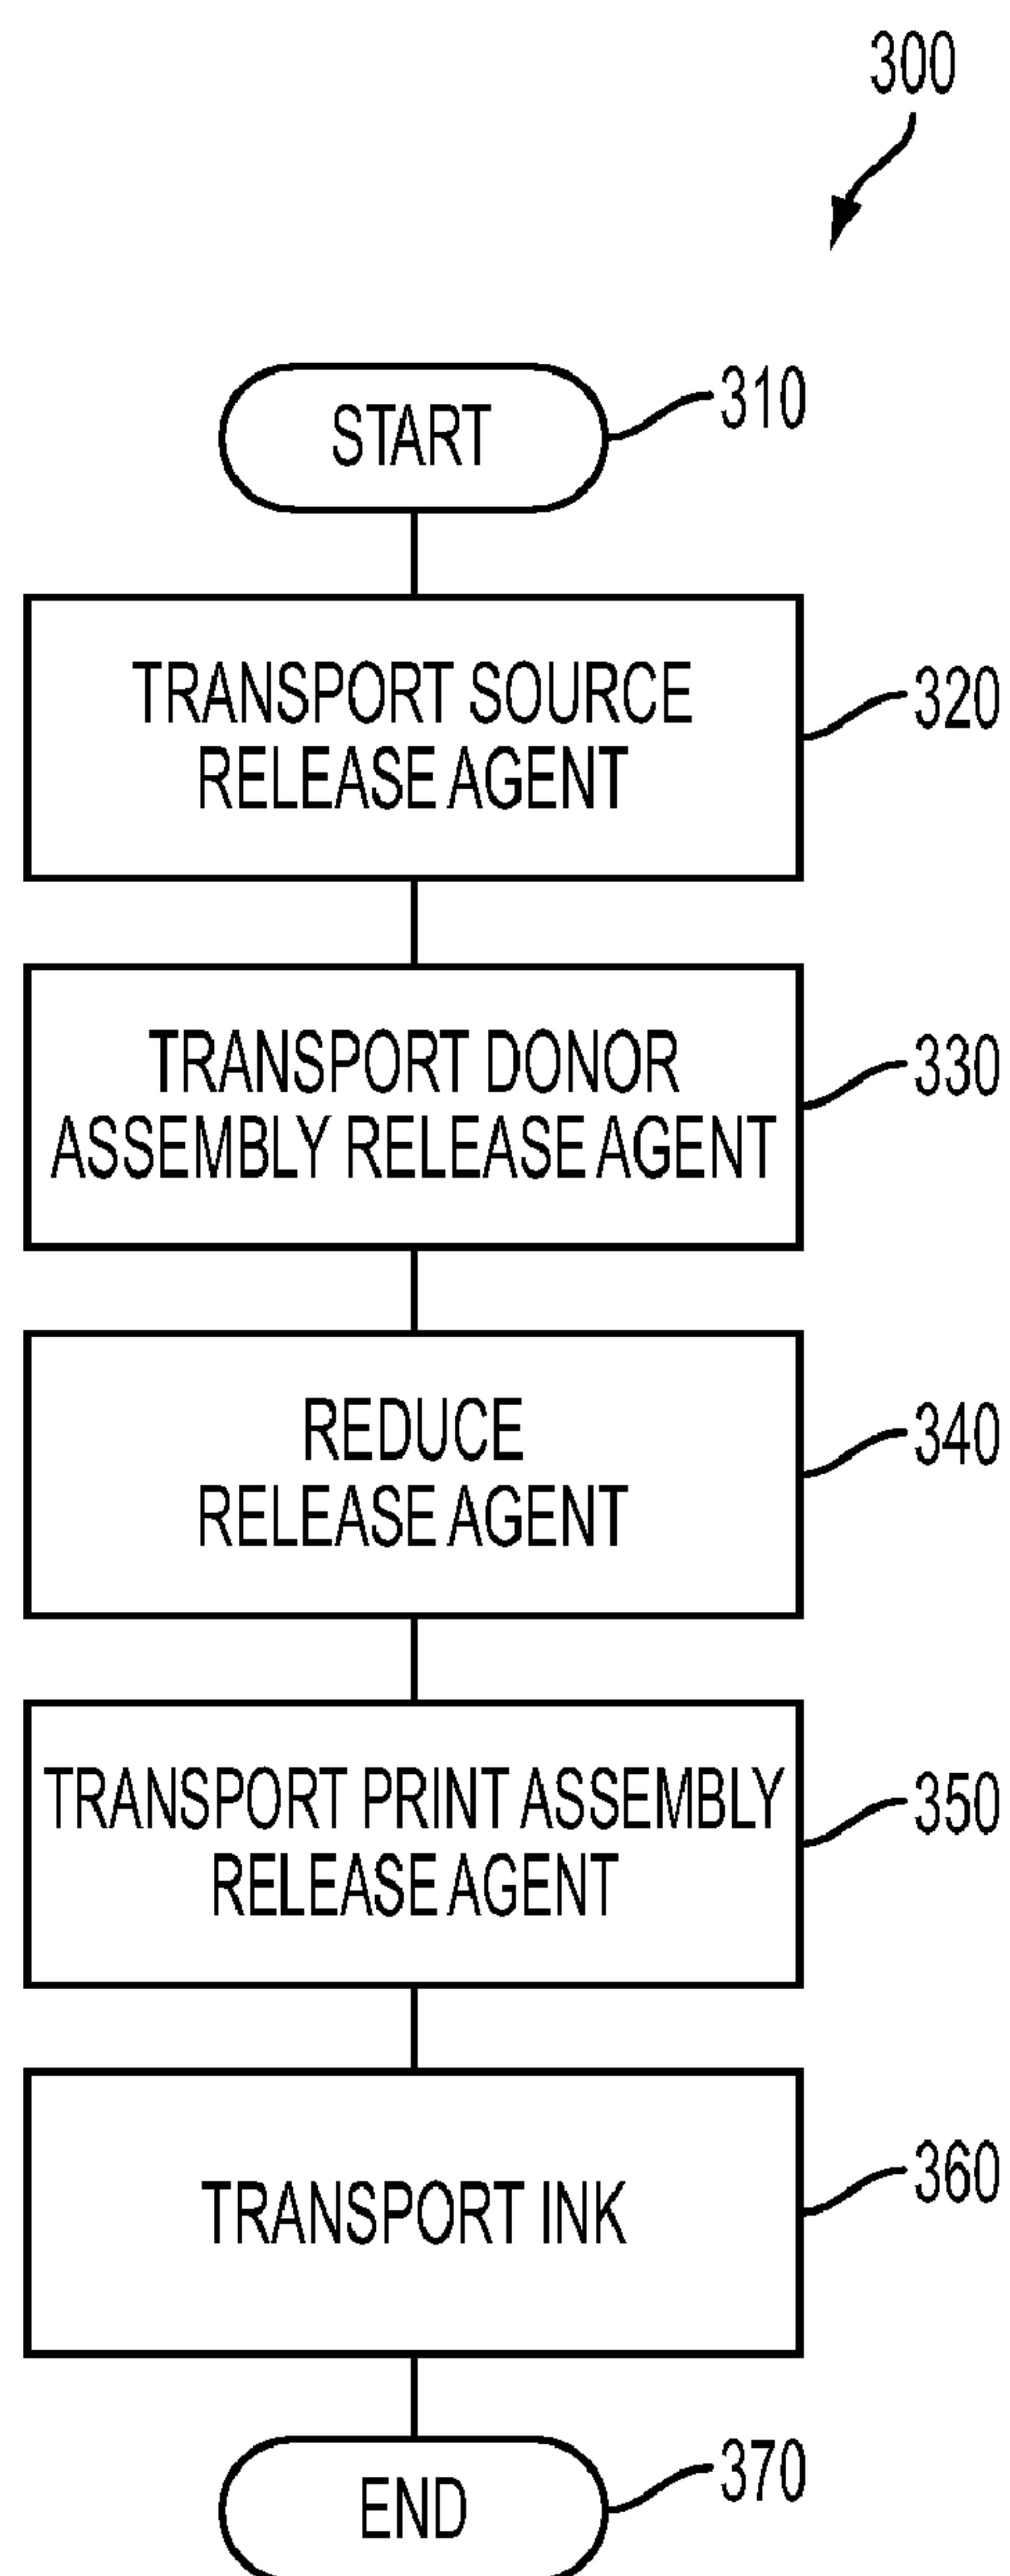 300
START
310
TRANSPORT SOURCE
RELEASE AGENT
320
TRANSPORT DONOR
ASSEMBLY RELEASE AGENT
330
REDUCE
RELEASE AGENT
340
TRANSPORT PRINT ASSEMBLY
RELEASE AGENT
350
TRANSPORT INK
360
END
370